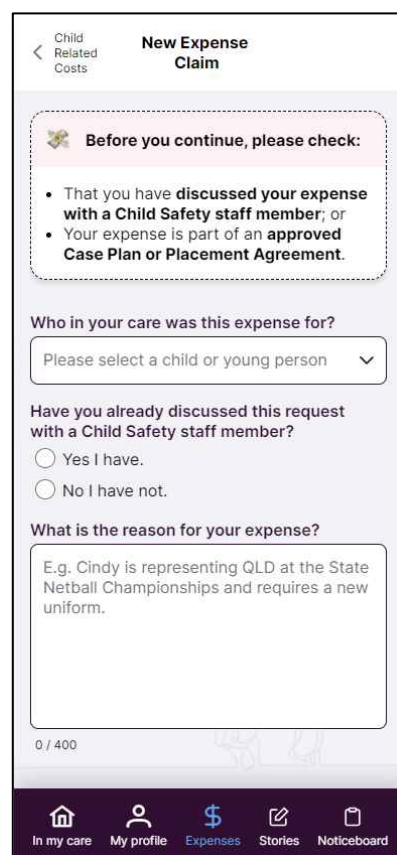 Child
Related
Costs
New Expense
Claim
Before you continue, please check:
• That you have discussed your expense
with a Child Safety staff member; or
• Your expense is part of an approved
Case Plan or Placement Agreement.
Who in your care was this expense for?
Please select a child or young person
Have you already discussed this request
with a Child Safety staff member?
Yes I have.
No I have not.
What is the reason for your expense?
E.g. Cindy is representing QLD at the State
Netball Championships and requires a new
uniform.
0 / 400
In my care My profile Expenses Stories Noticeboard